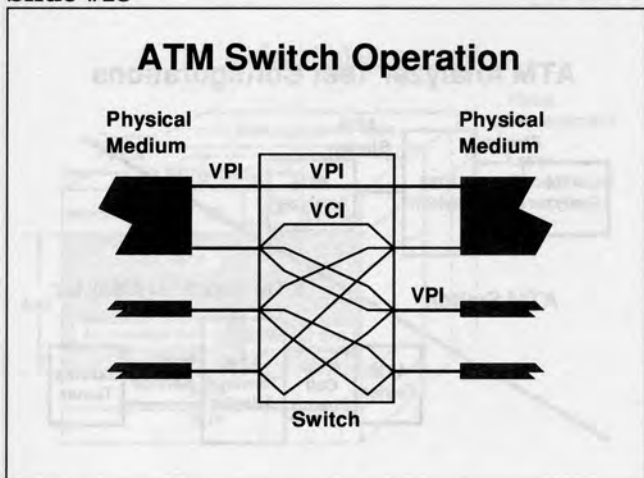 ATM Switch Operation
Physical
Medium
Physical
Medium
VPI
VPI
VCI
VPI
Switch